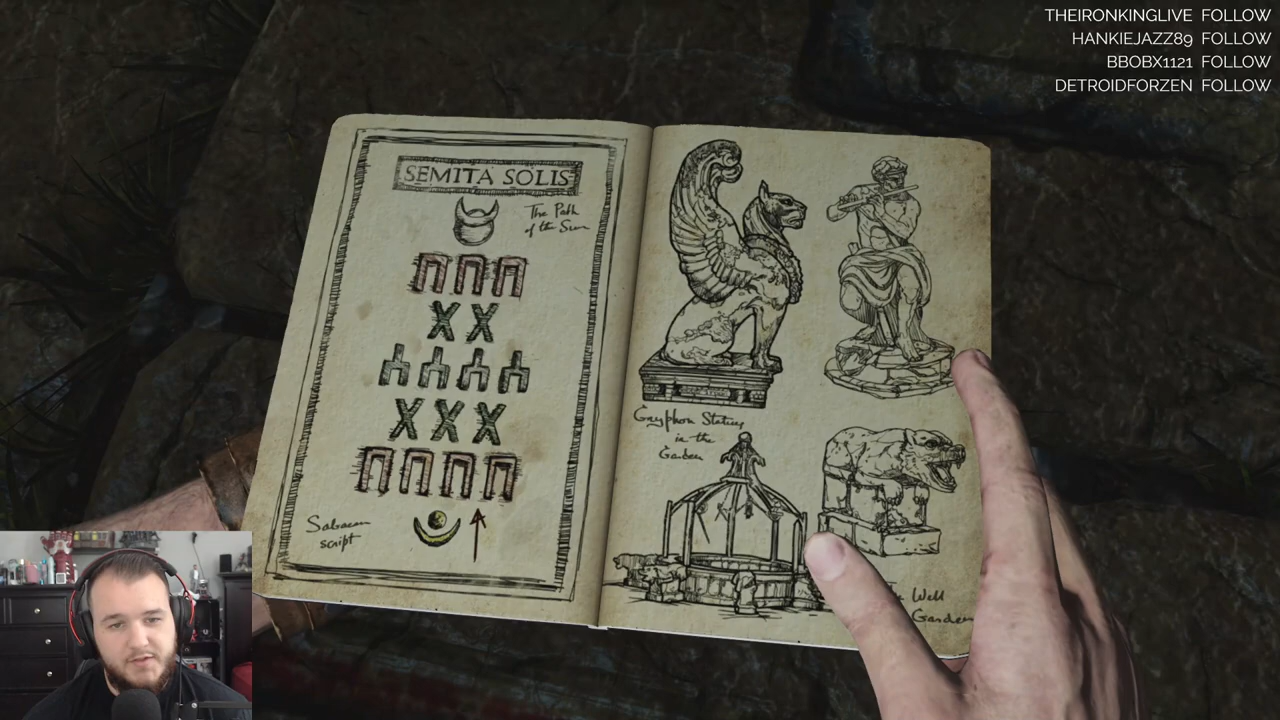 THEIRONKINGLIVE FOLLOW
HANKIEJAZZ89 FOLLOW
BBOBX1121 FOLLOW
DETROIDFORZEN FOLLOW
SEMITA SOLIS
The Path
of the Sun
Sabaean
script
Gryphon Statues
in the
Garden
Well
Garden